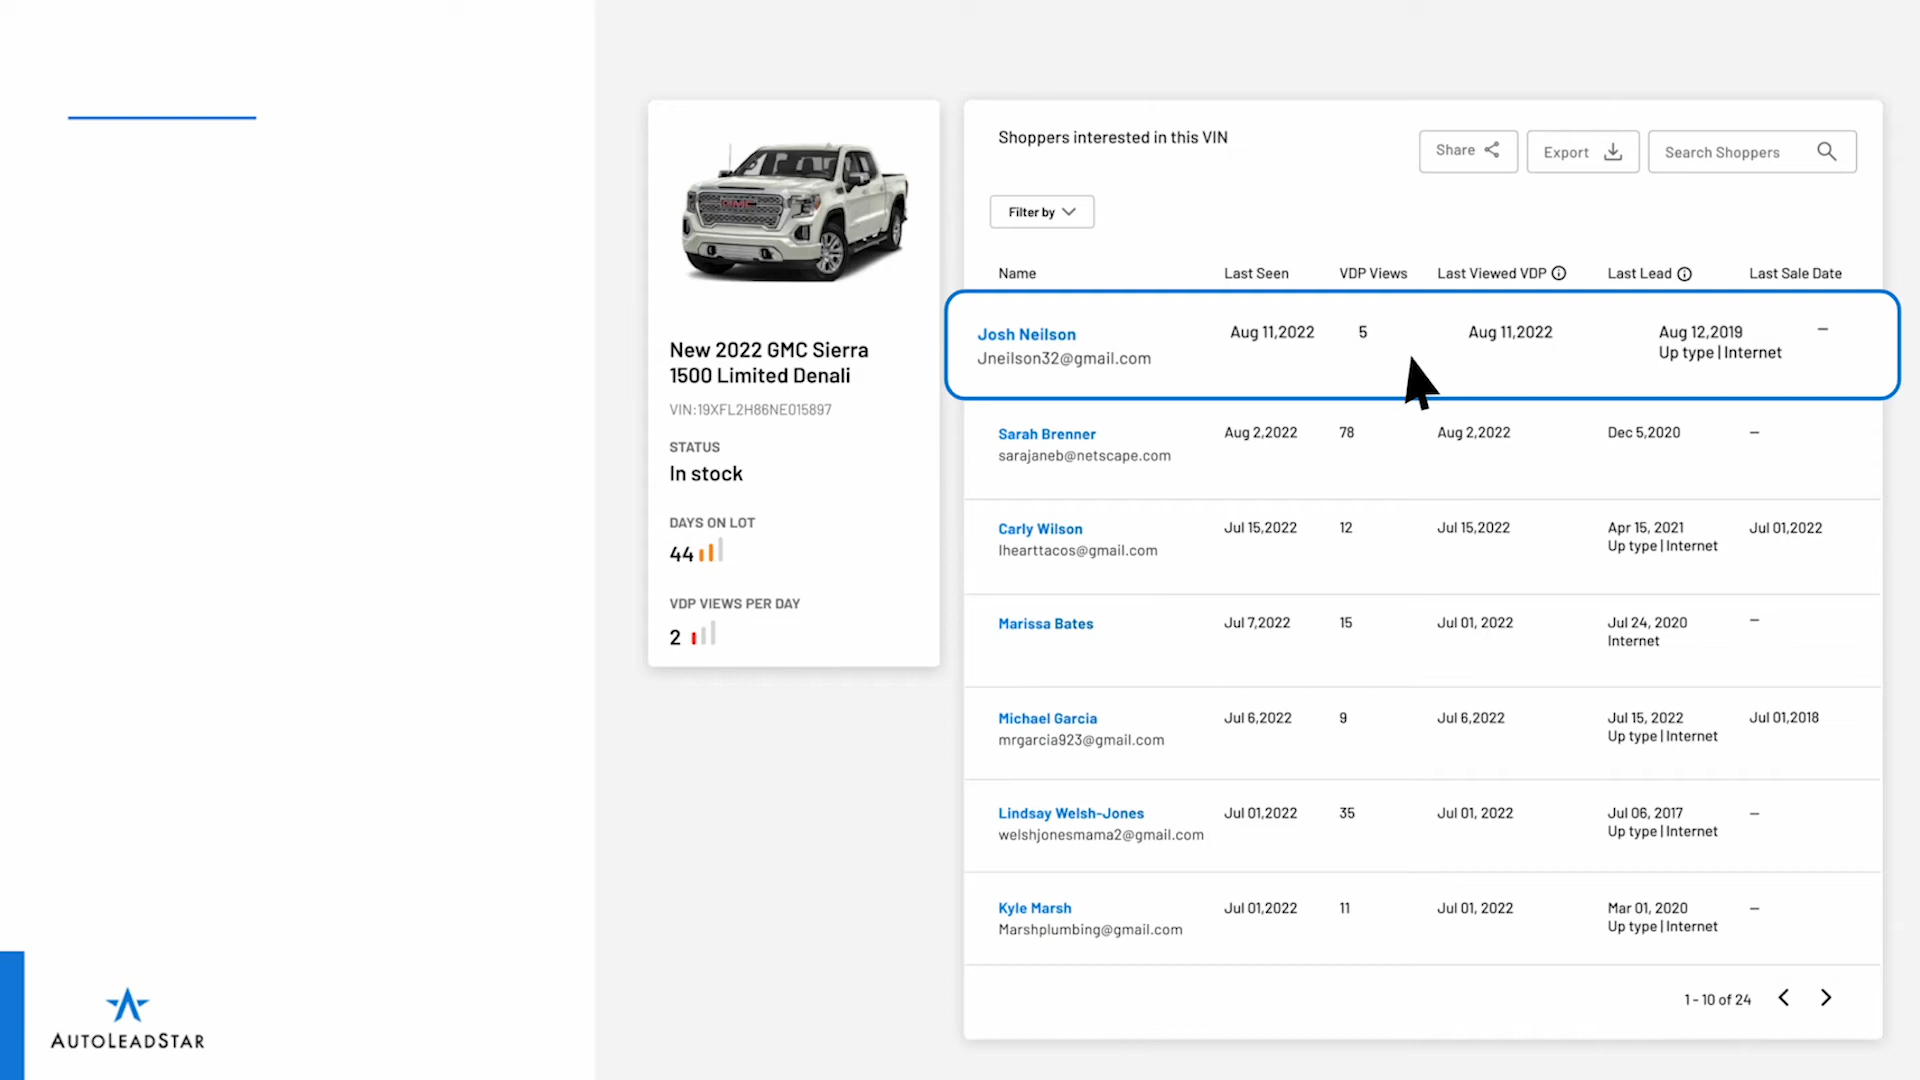 Shoppers interested in this VIN
Share
Export
Search Shoppers
Filter by
GMC
New 2022 GMC Sierra
1500 Limited Denali
VIN:19XFL2H86NE015897
STATUS
In stock
DAYS ON LOT
44
VDP VIEWS PER DAY
2
Name Last Seen VDP Views Last Viewed VDP Last Lead Last Sale Date
Josh Neilson Aug 11,2022 5 Aug 11,2022 Aug 12,2019 –
Jneilson32@gmail.com Up type | Internet
Sarah Brenner Aug 2,2022 78 Aug 2,2022 Dec 5,2020 –
sarajaneb@netscape.com
Carly Wilson Jul 15,2022 12 Jul 15,2022 Apr 15, 2021 Jul 01,2022
Ihearttacos@gmail.com Up type | Internet
Marissa Bates Jul 7,2022 15 Jul 01, 2022 Jul 24, 2020 –
Internet
Michael Garcia Jul 6,2022 9 Jul 6,2022 Jul 15, 2022 Jul 01,2018
mrgarcia923@gmail.com Up type | Internet
Lindsay Welsh-Jones Jul 01,2022 35 Jul 01, 2022 Jul 06, 2017 –
welshjonesmama2@gmail.com Up type | Internet
Kyle Marsh Jul 01,2022 11 Jul 01, 2022 Mar 01, 2020 –
Marshplumbing@gmail.com Up type | Internet
1 - 10 of 24
AUTOLEADSTAR